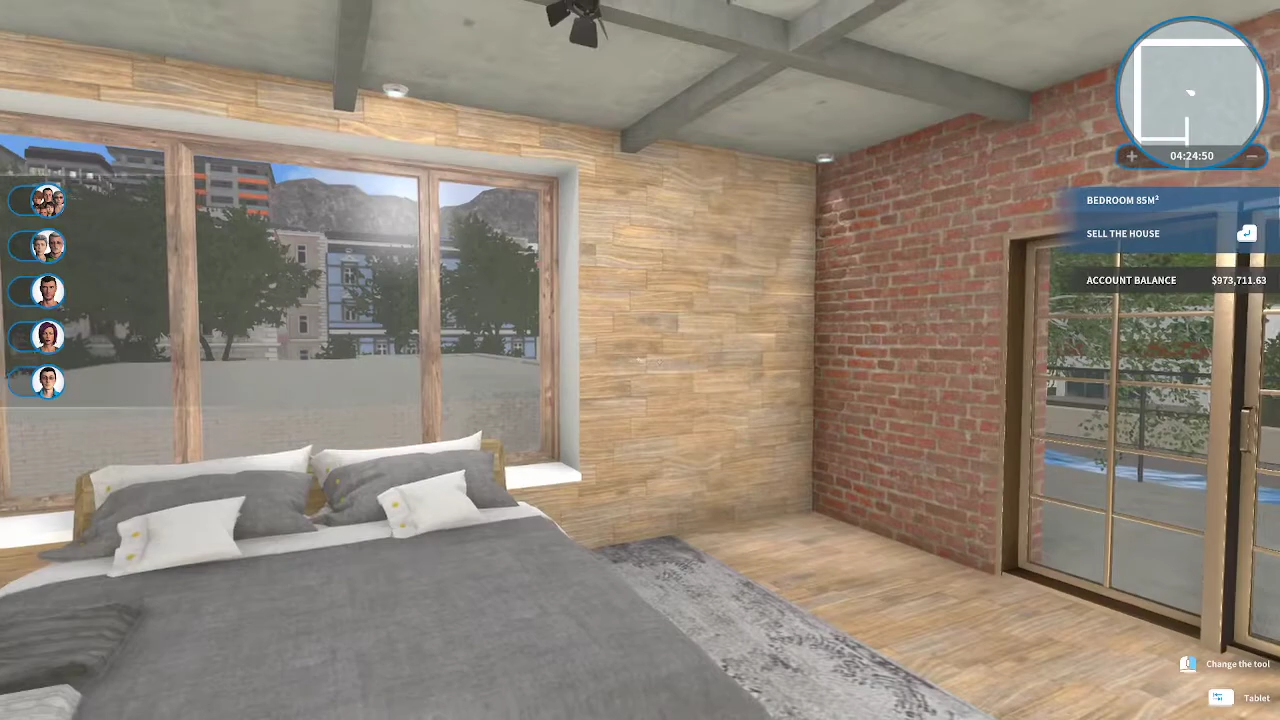 04:24:50
BEDROOM 85M²
SELL THE HOUSE
ACCOUNT BALANCE $973,711.63
Change the tool
Tablet